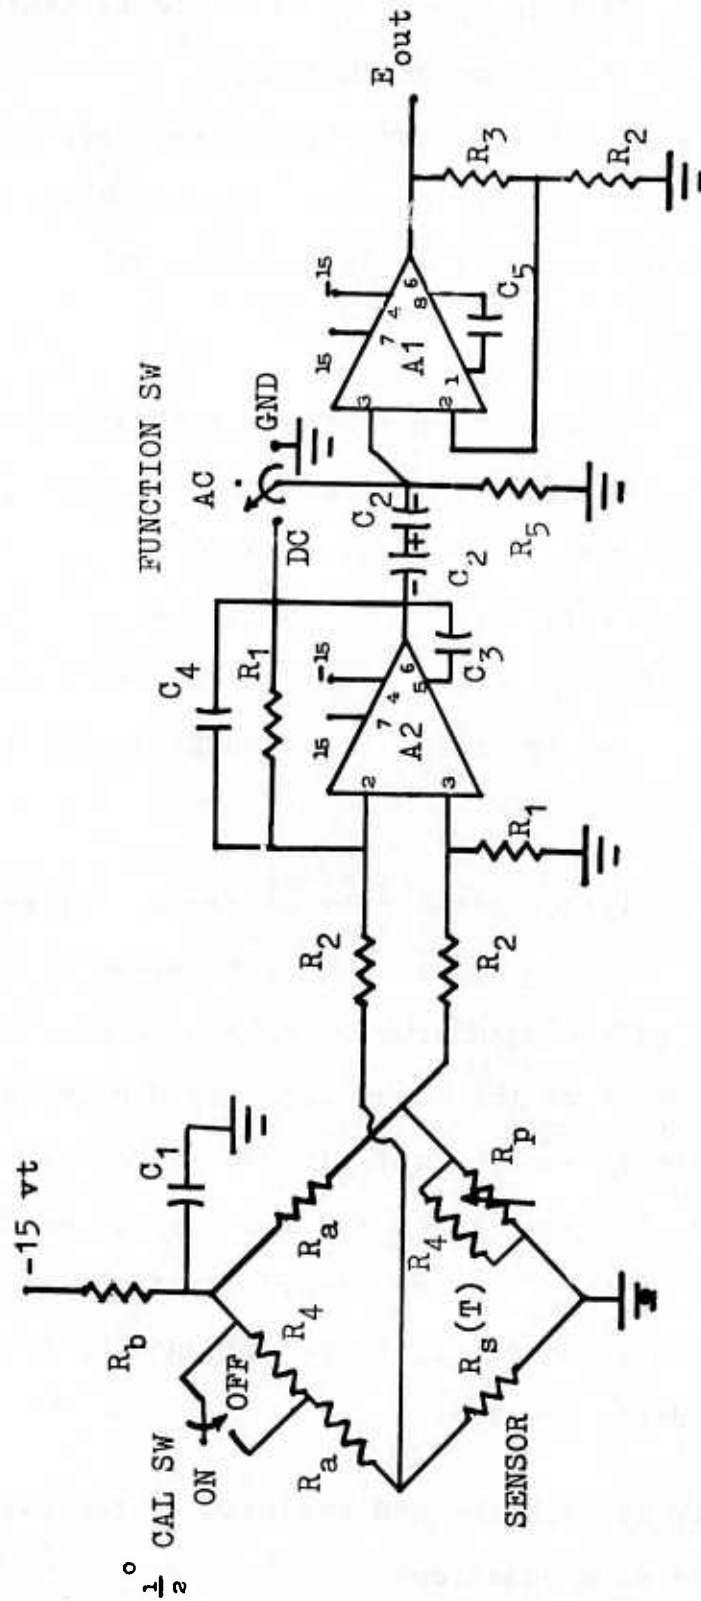 -15 vt
R_b
C_1
1/2° CAL SW
ON
OFF
R_4
R_a
R_a
R_4
R_p
R_s(T)
SENSOR
R_2
R_2
R_1
C_4
R_1
2
3
A2
15
7
4
-15
6
5
C_3
FUNCTION SW
DC
AC
GND
- +
C_2
C_2
-
R_5
3
2
A1
15
7
4
-15
6
8
1
C_5
E_out
R_3
R_2